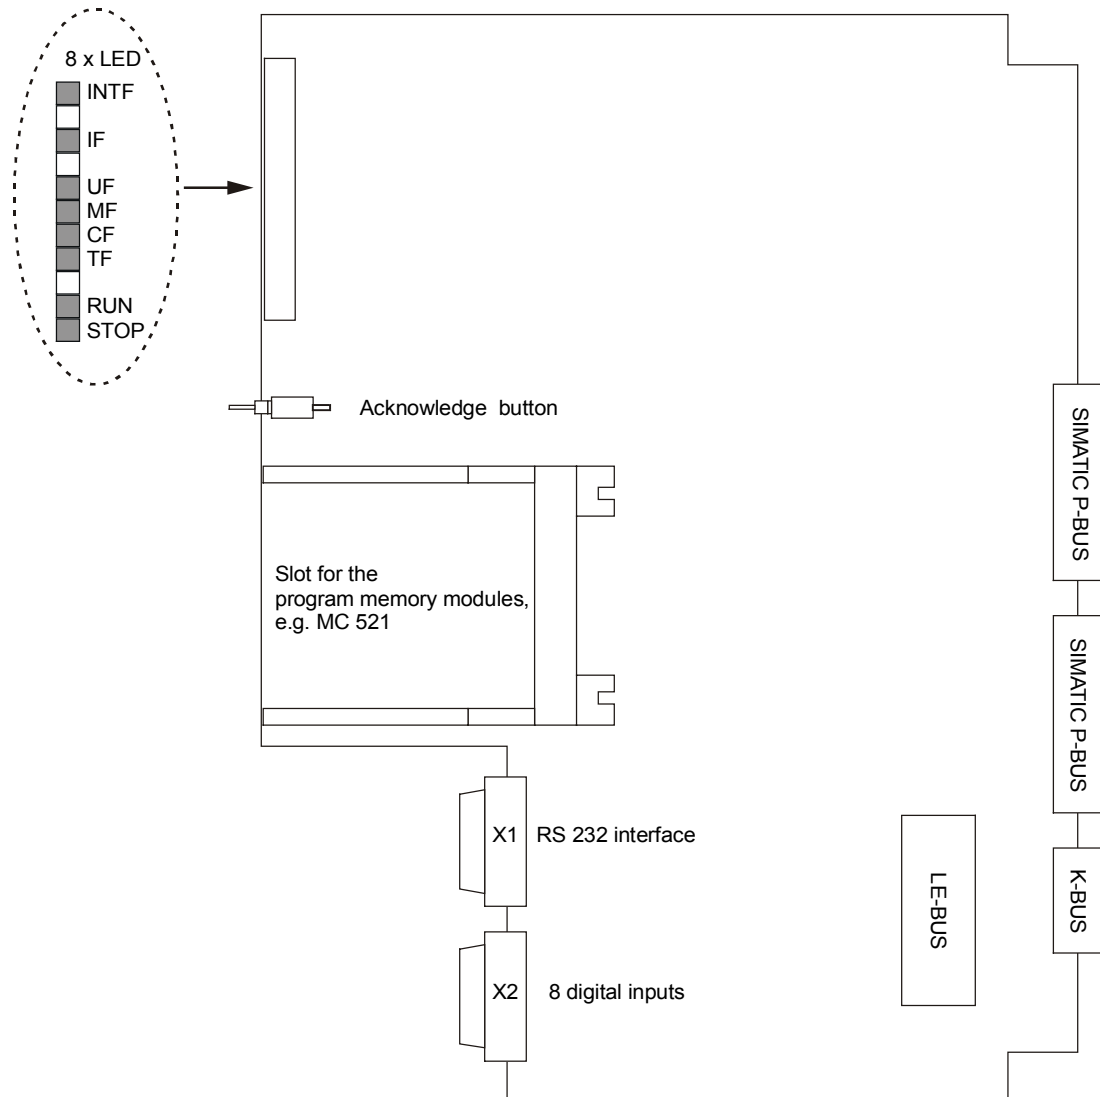 8 x LED
INTF
IF
UF
MF
CF
TF
RUN
STOP
Acknowledge button
SIMATIC P-BUS
Slot for the
program memory modules,
e.g. MC 521
SIMATIC P-BUS
X1 RS 232 interface
LE-BUS
K-BUS
X2 8 digital inputs